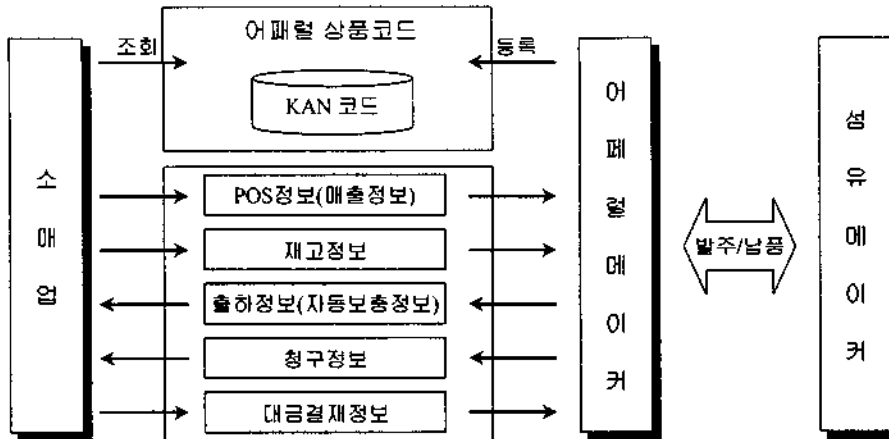 어패럴 상품코드
조회
등록
KAN 코드
소매업
POS정보(매출정보)
재고정보
출하정보(자동보충정보)
청구정보
대금결재정보
어페럴메이커
발주/납품
섬유메이커